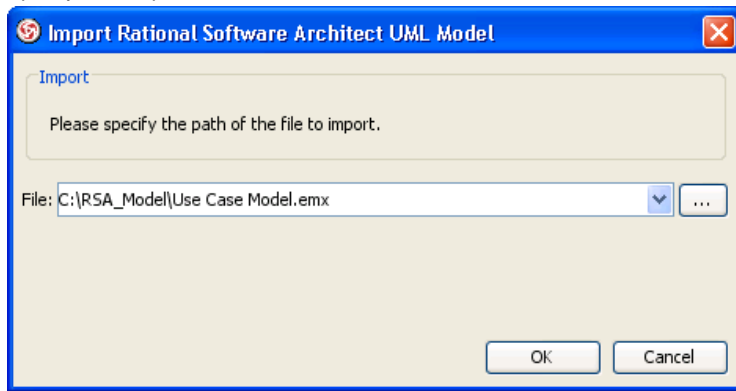 Import Rational Software Architect UML Model
Import
Please specify the path of the file to import.
File: C:\RSA_Model\Use Case Model.emx ...
OK Cancel